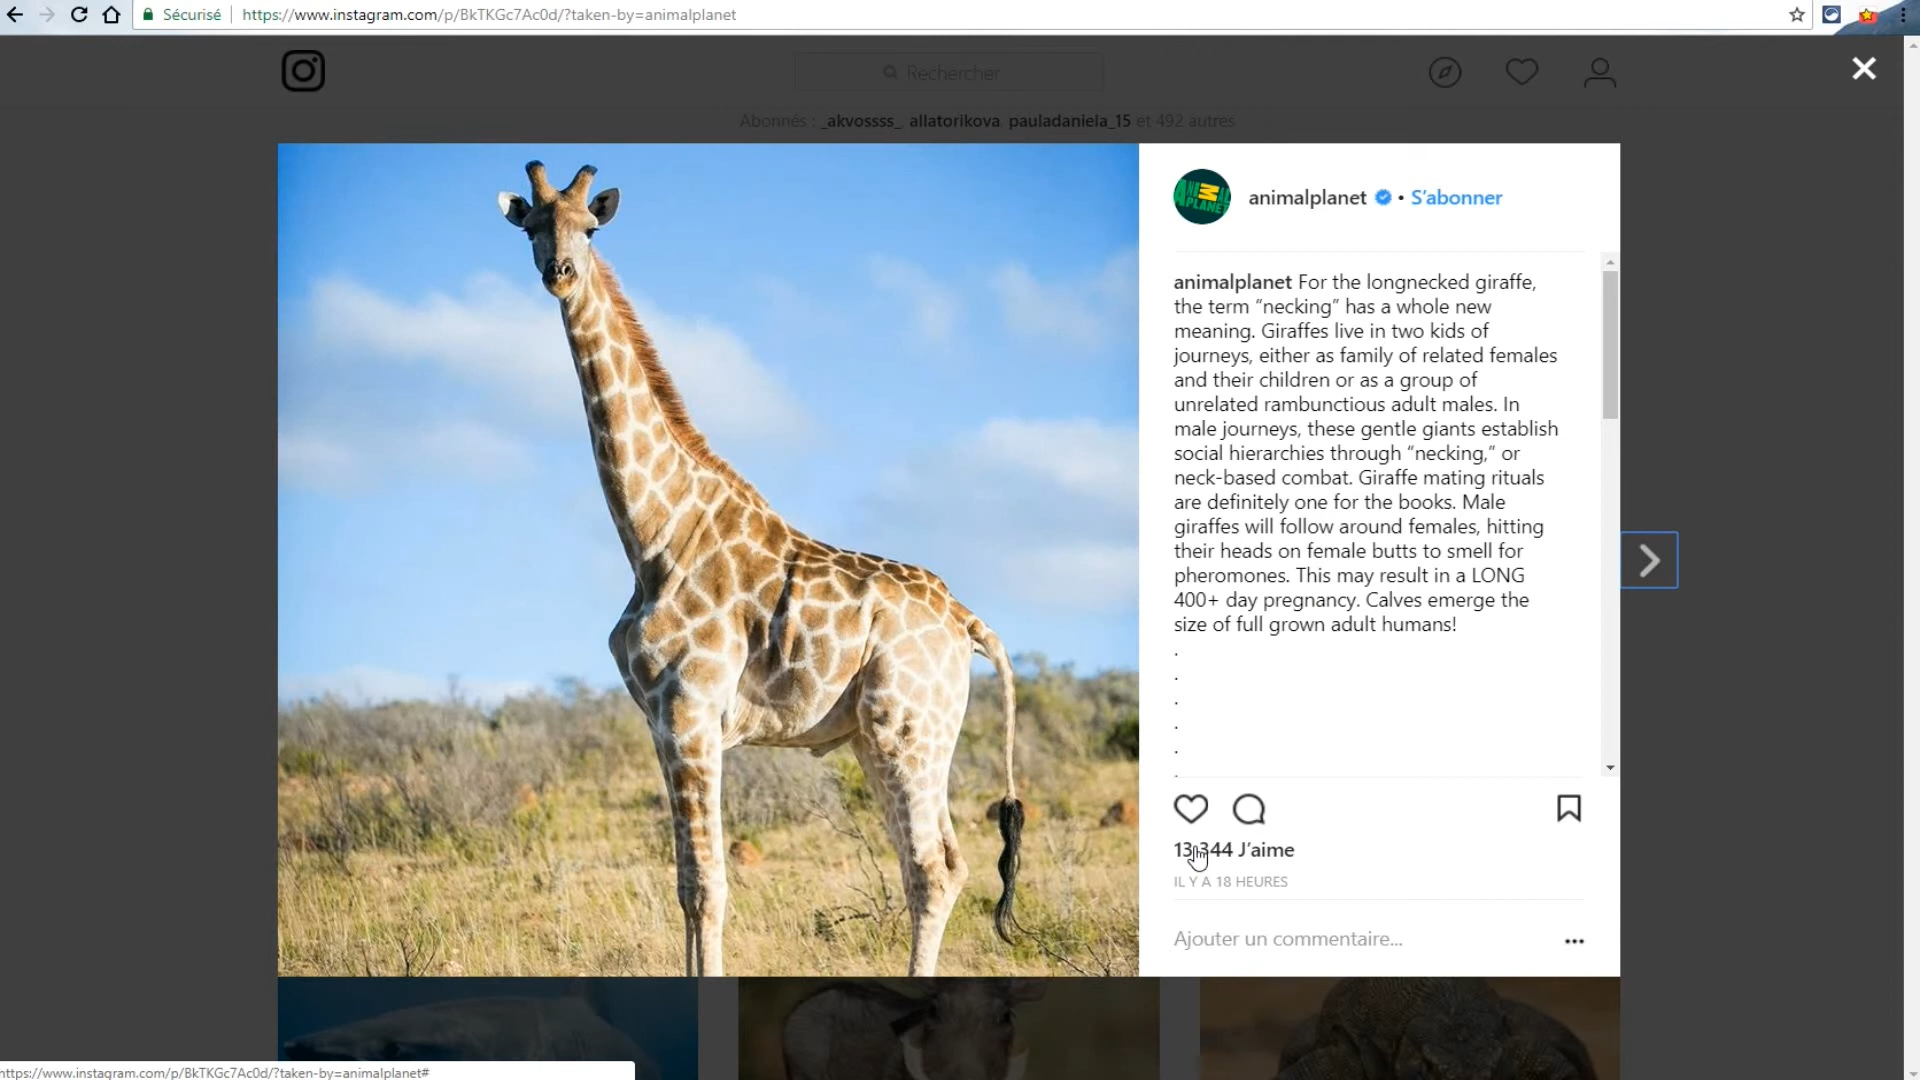 Sécurisé
https://www.instagram.com/p/BkTKGc7Ac0d/?taken-by=animalplanet
Rechercher
Abonnés : _akvossss_, allatorikova, pauladaniela_15 et 492 autres
ANIMAL
PLANET
animalplanet • S'abonner
animalplanet For the longnecked giraffe,
the term “necking” has a whole new
meaning. Giraffes live in two kids of
journeys, either as family of related females
and their children or as a group of
unrelated rambunctious adult males. In
male journeys, these gentle giants establish
social hierarchies through “necking,” or
neck-based combat. Giraffe mating rituals
are definitely one for the books. Male
giraffes will follow around females, hitting
their heads on female butts to smell for
pheromones. This may result in a LONG
400+ day pregnancy. Calves emerge the
size of full grown adult humans!
.
.
.
.
.
.
J'aime
IL Y A 18 HEURES
Ajouter un commentaire...
https://www.instagram.com/p/BkTKGc7Ac0d/?taken-by=animalplanet#